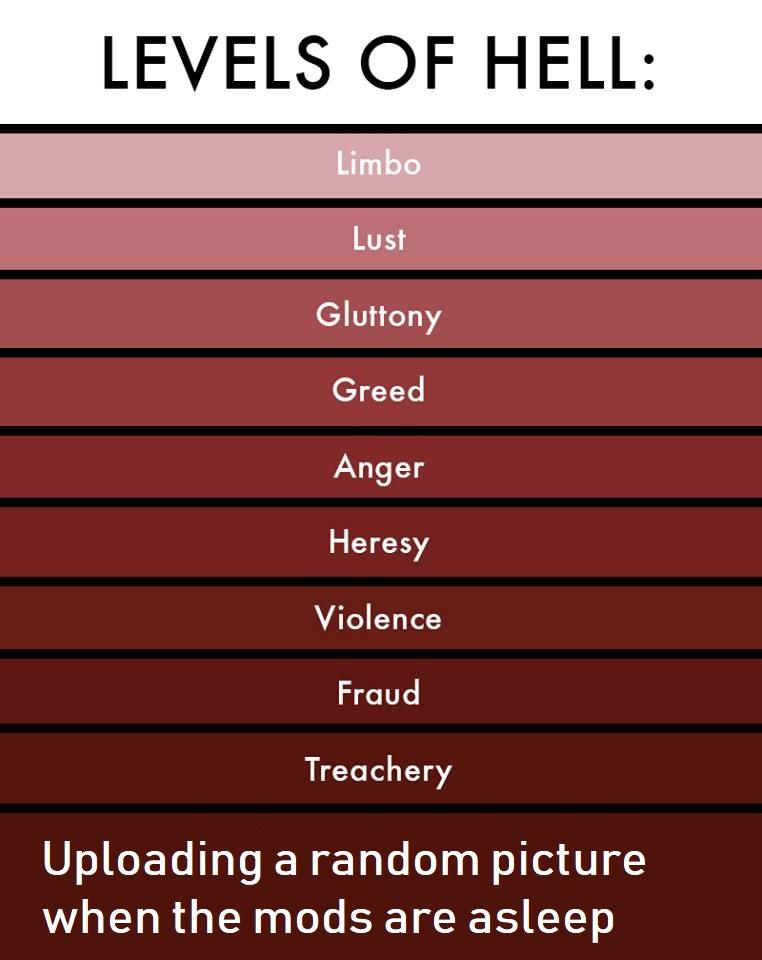 LEVELS OF HELL:
Limbo
Lust
Gluttony
Greed
Anger
Heresy
Violence
Fraud
Treachery
Uploading a random picture
when the mods are asleep